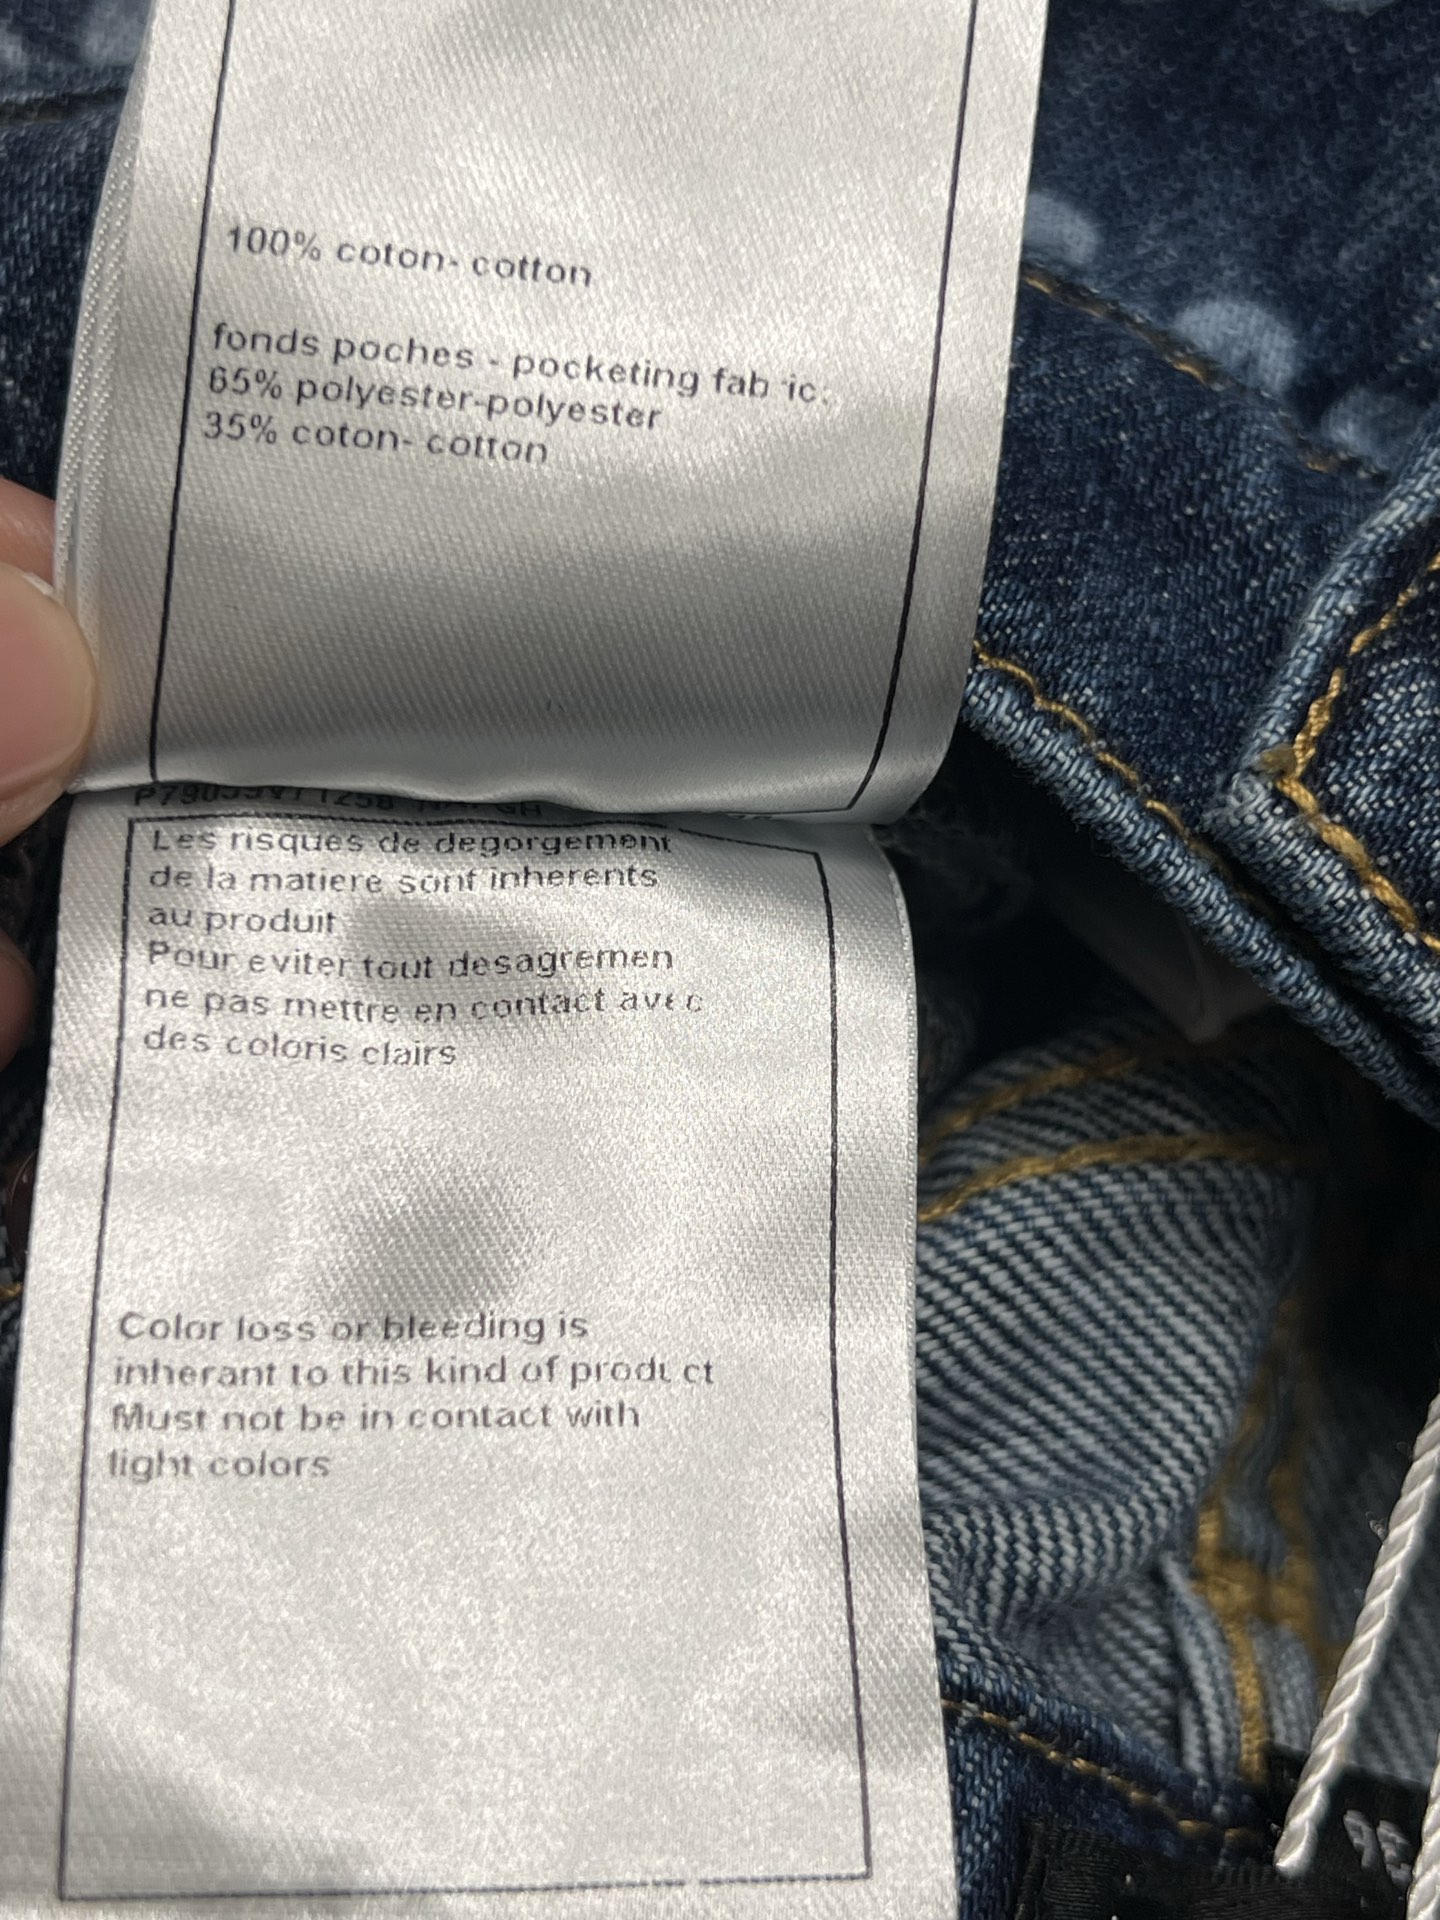 100% coton- cotton
fonds poches - pocketing fab ic.
65% polyester-polyester
35% coton- cotton
Les risques de degorgement
de la matiere sont inherents
au produit
Pour eviter tout desagremen
ne pas mettre en contact avec
des coloris clairs
Color loss or bleeding is
inherant to this kind of product
Must not be in contact with
light colors